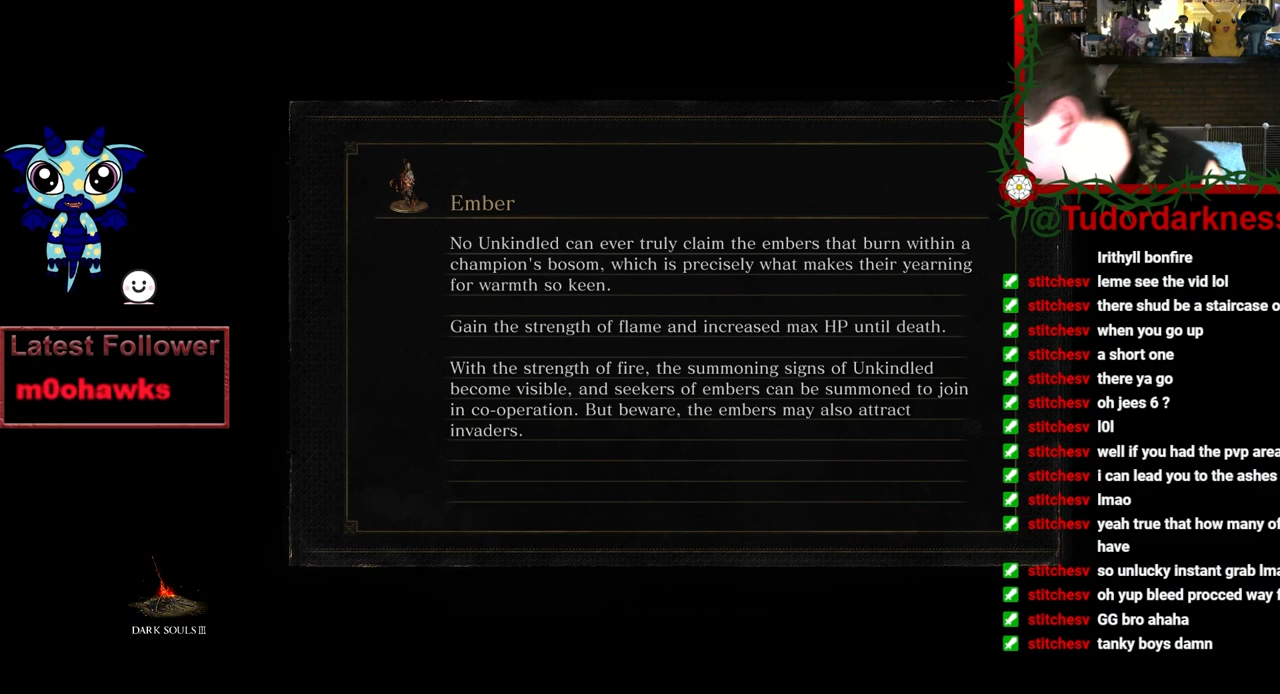 Ember
No Unkindled can ever truly claim the embers that burn within a
champion's bosom, which is precisely what makes their yearning
for warmth so keen.
Gain the strength of flame and increased max HP until death.
With the strength of fire, the summoning signs of Unkindled
become visible, and seekers of embers can be summoned to join
in co-operation. But beware, the embers may also attract
invaders.
Latest Follower
m0ohawks
DARK SOULS III
@Tudordarkness
Irithyll bonfire
stitchesv leme see the vid lol
stitchesv there shud be a staircase o
stitchesv when you go up
stitchesv a short one
stitchesv there ya go
stitchesv oh jees 6 ?
stitchesv l0l
stitchesv well if you had the pvp area
stitchesv i can lead you to the ashes
stitchesv lmao
stitchesv yeah true that how many of
have
stitchesv so unlucky instant grab lma
stitchesv oh yup bleed procced way f
stitchesv GG bro ahaha
stitchesv tanky boys damn